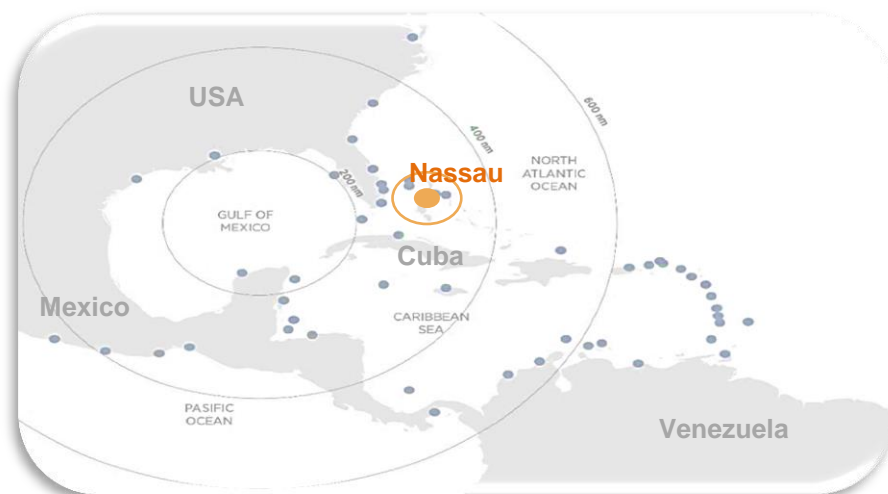 USA
600 nm
400 nm
NORTH
ATLANTIC
OCEAN
Nassau
200 nm
GULF OF
MEXICO
Cuba
Mexico
CARIBBEAN
SEA
PASIFIC
OCEAN
Venezuela